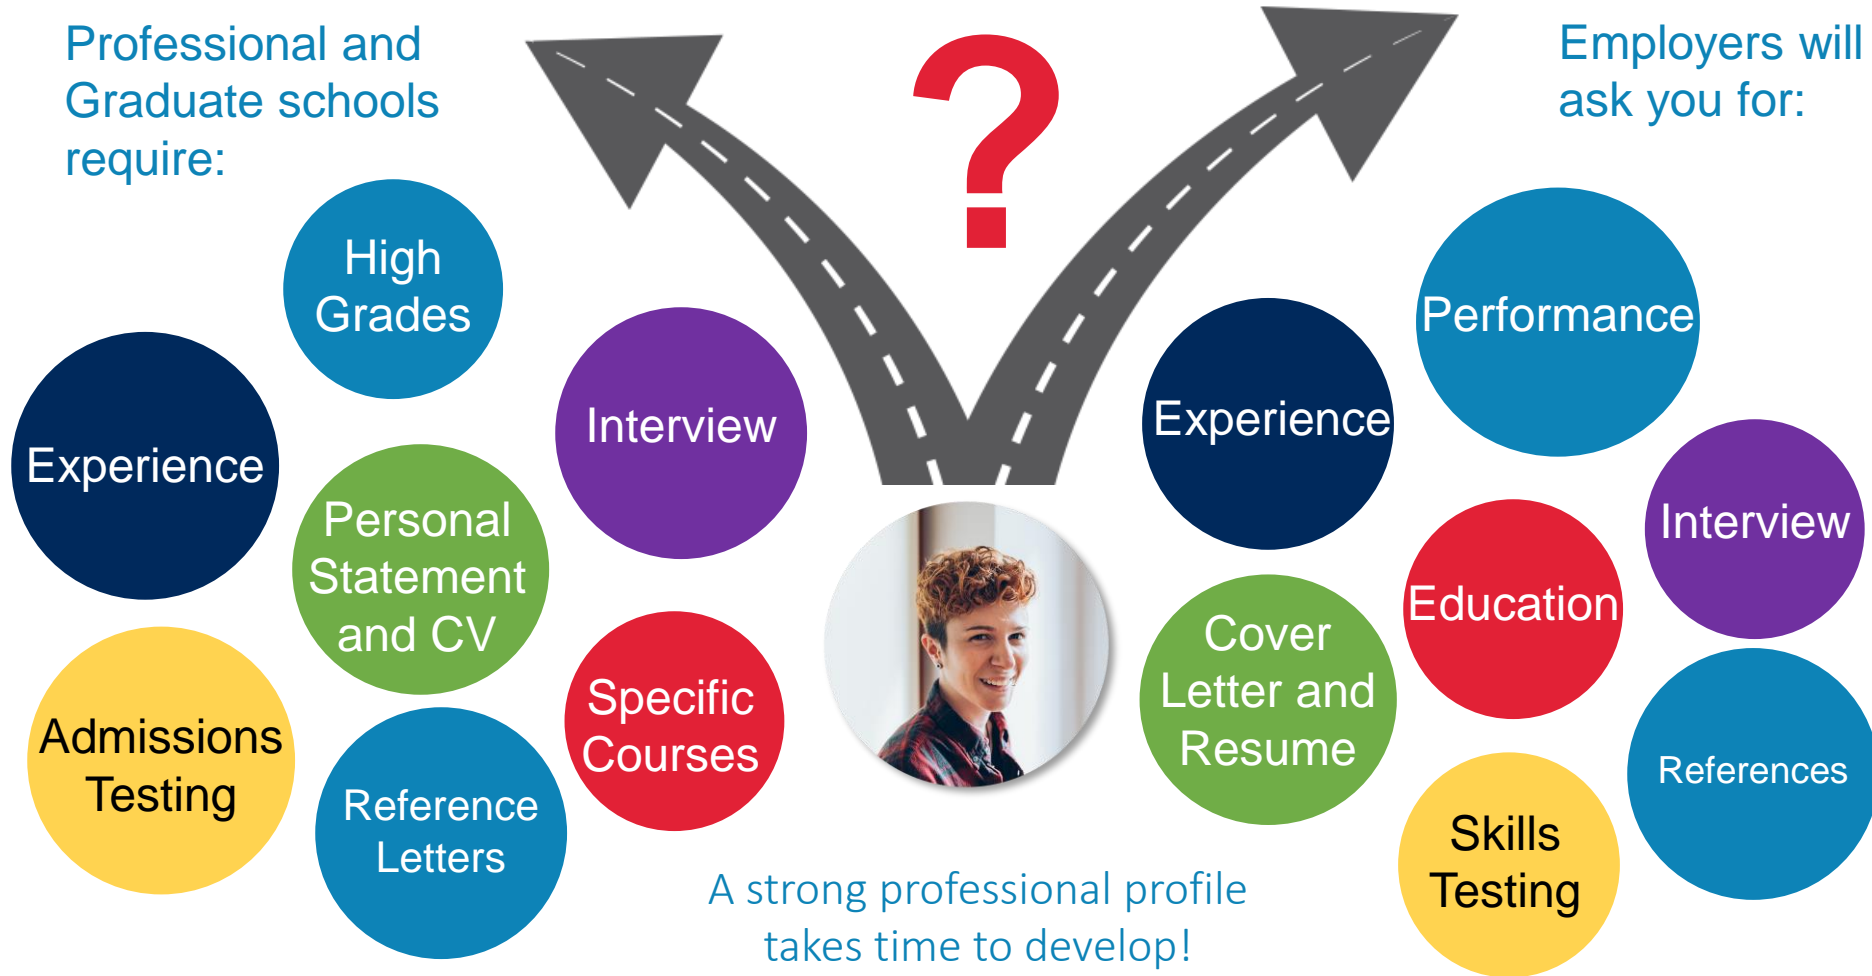 Professional and
Graduate schools
require:
?
Employers will
ask you for:
High
Grades
Experience
Interview
Personal
Statement
and CV
Admissions
Testing
Specific
Courses
Reference
Letters
Performance
Experience
Interview
Education
Cover
Letter and
Resume
References
Skills
Testing
A strong professional profile
takes time to develop!